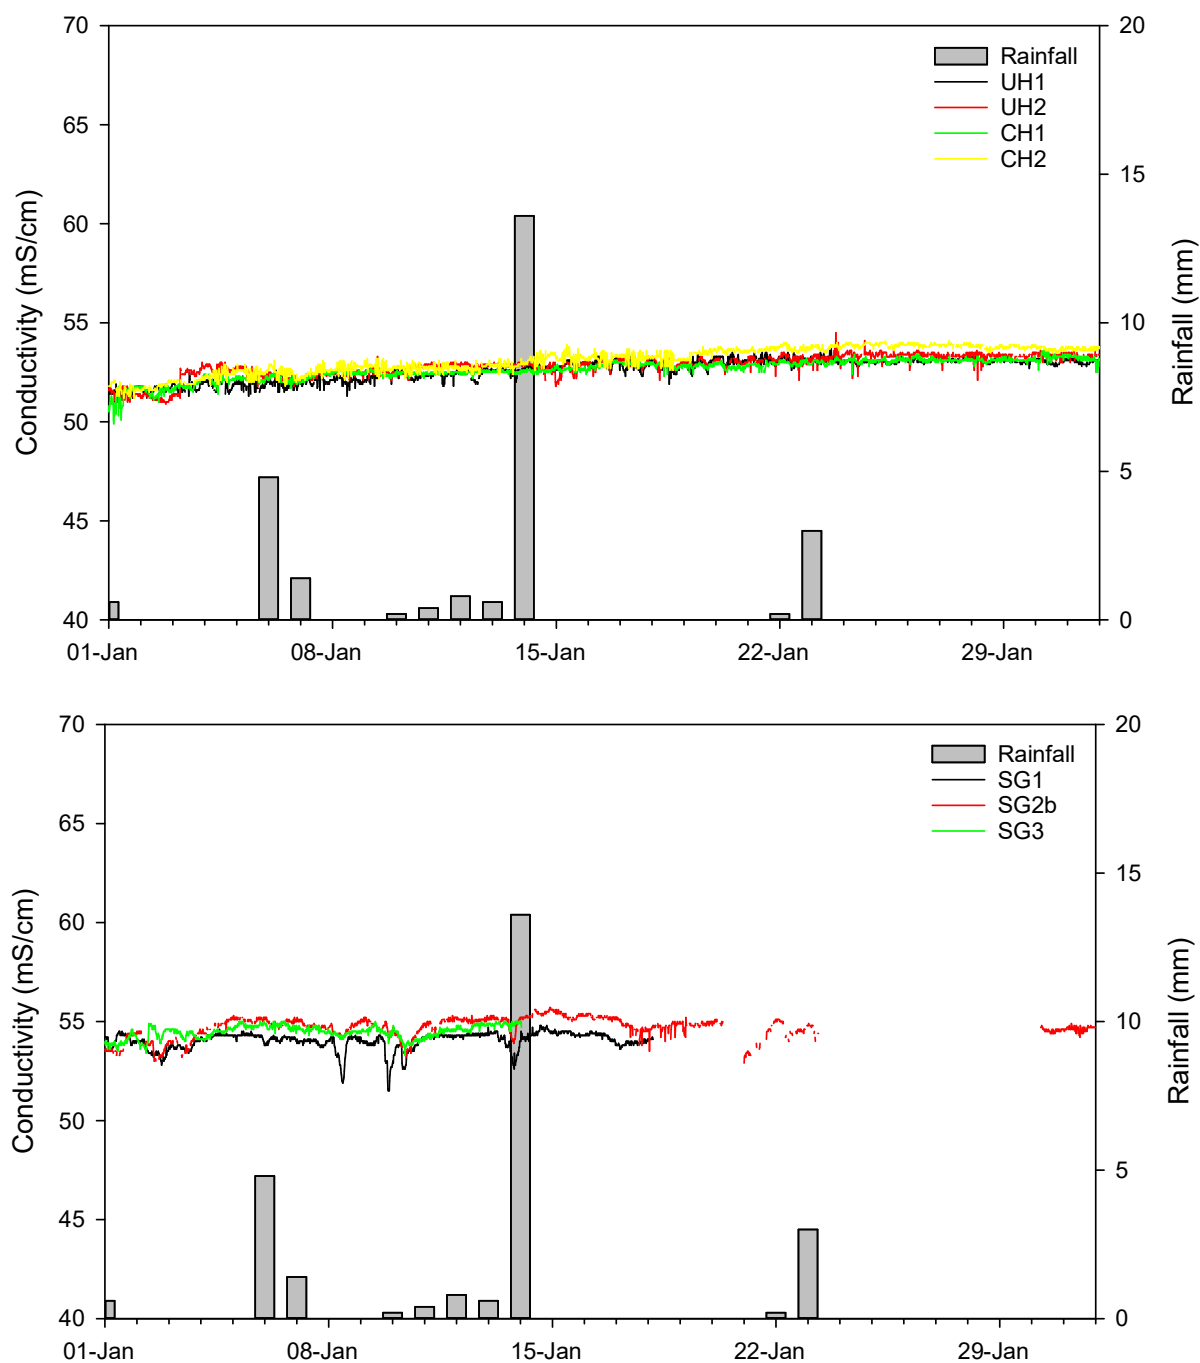 70
65
60
55
50
45
40
Conductivity (mS/cm)
20
15
10
5
0
Rainfall (mm)
Rainfall
UH1
UH2
CH1
CH2
01-Jan
08-Jan
15-Jan
22-Jan
29-Jan
70
65
60
55
50
45
40
Conductivity (mS/cm)
20
15
10
5
0
Rainfall (mm)
Rainfall
SG1
SG2b
SG3
01-Jan
08-Jan
15-Jan
22-Jan
29-Jan